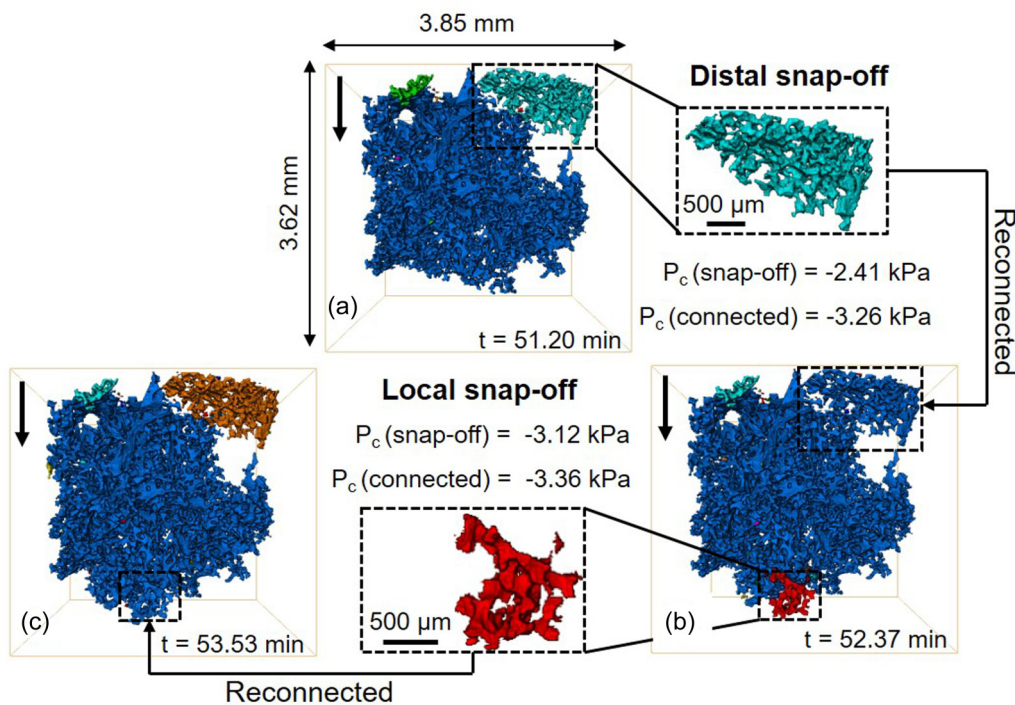 3.85 mm
3.62 mm
(a)
t = 51.20 min
Distal snap-off
500 μm
P_c (snap-off) = -2.41 kPa
P_c (connected) = -3.26 kPa
Reconnected
(b)
t = 52.37 min
Local snap-off
P_c (snap-off) = -3.12 kPa
P_c (connected) = -3.36 kPa
500 μm
Reconnected
(c)
t = 53.53 min